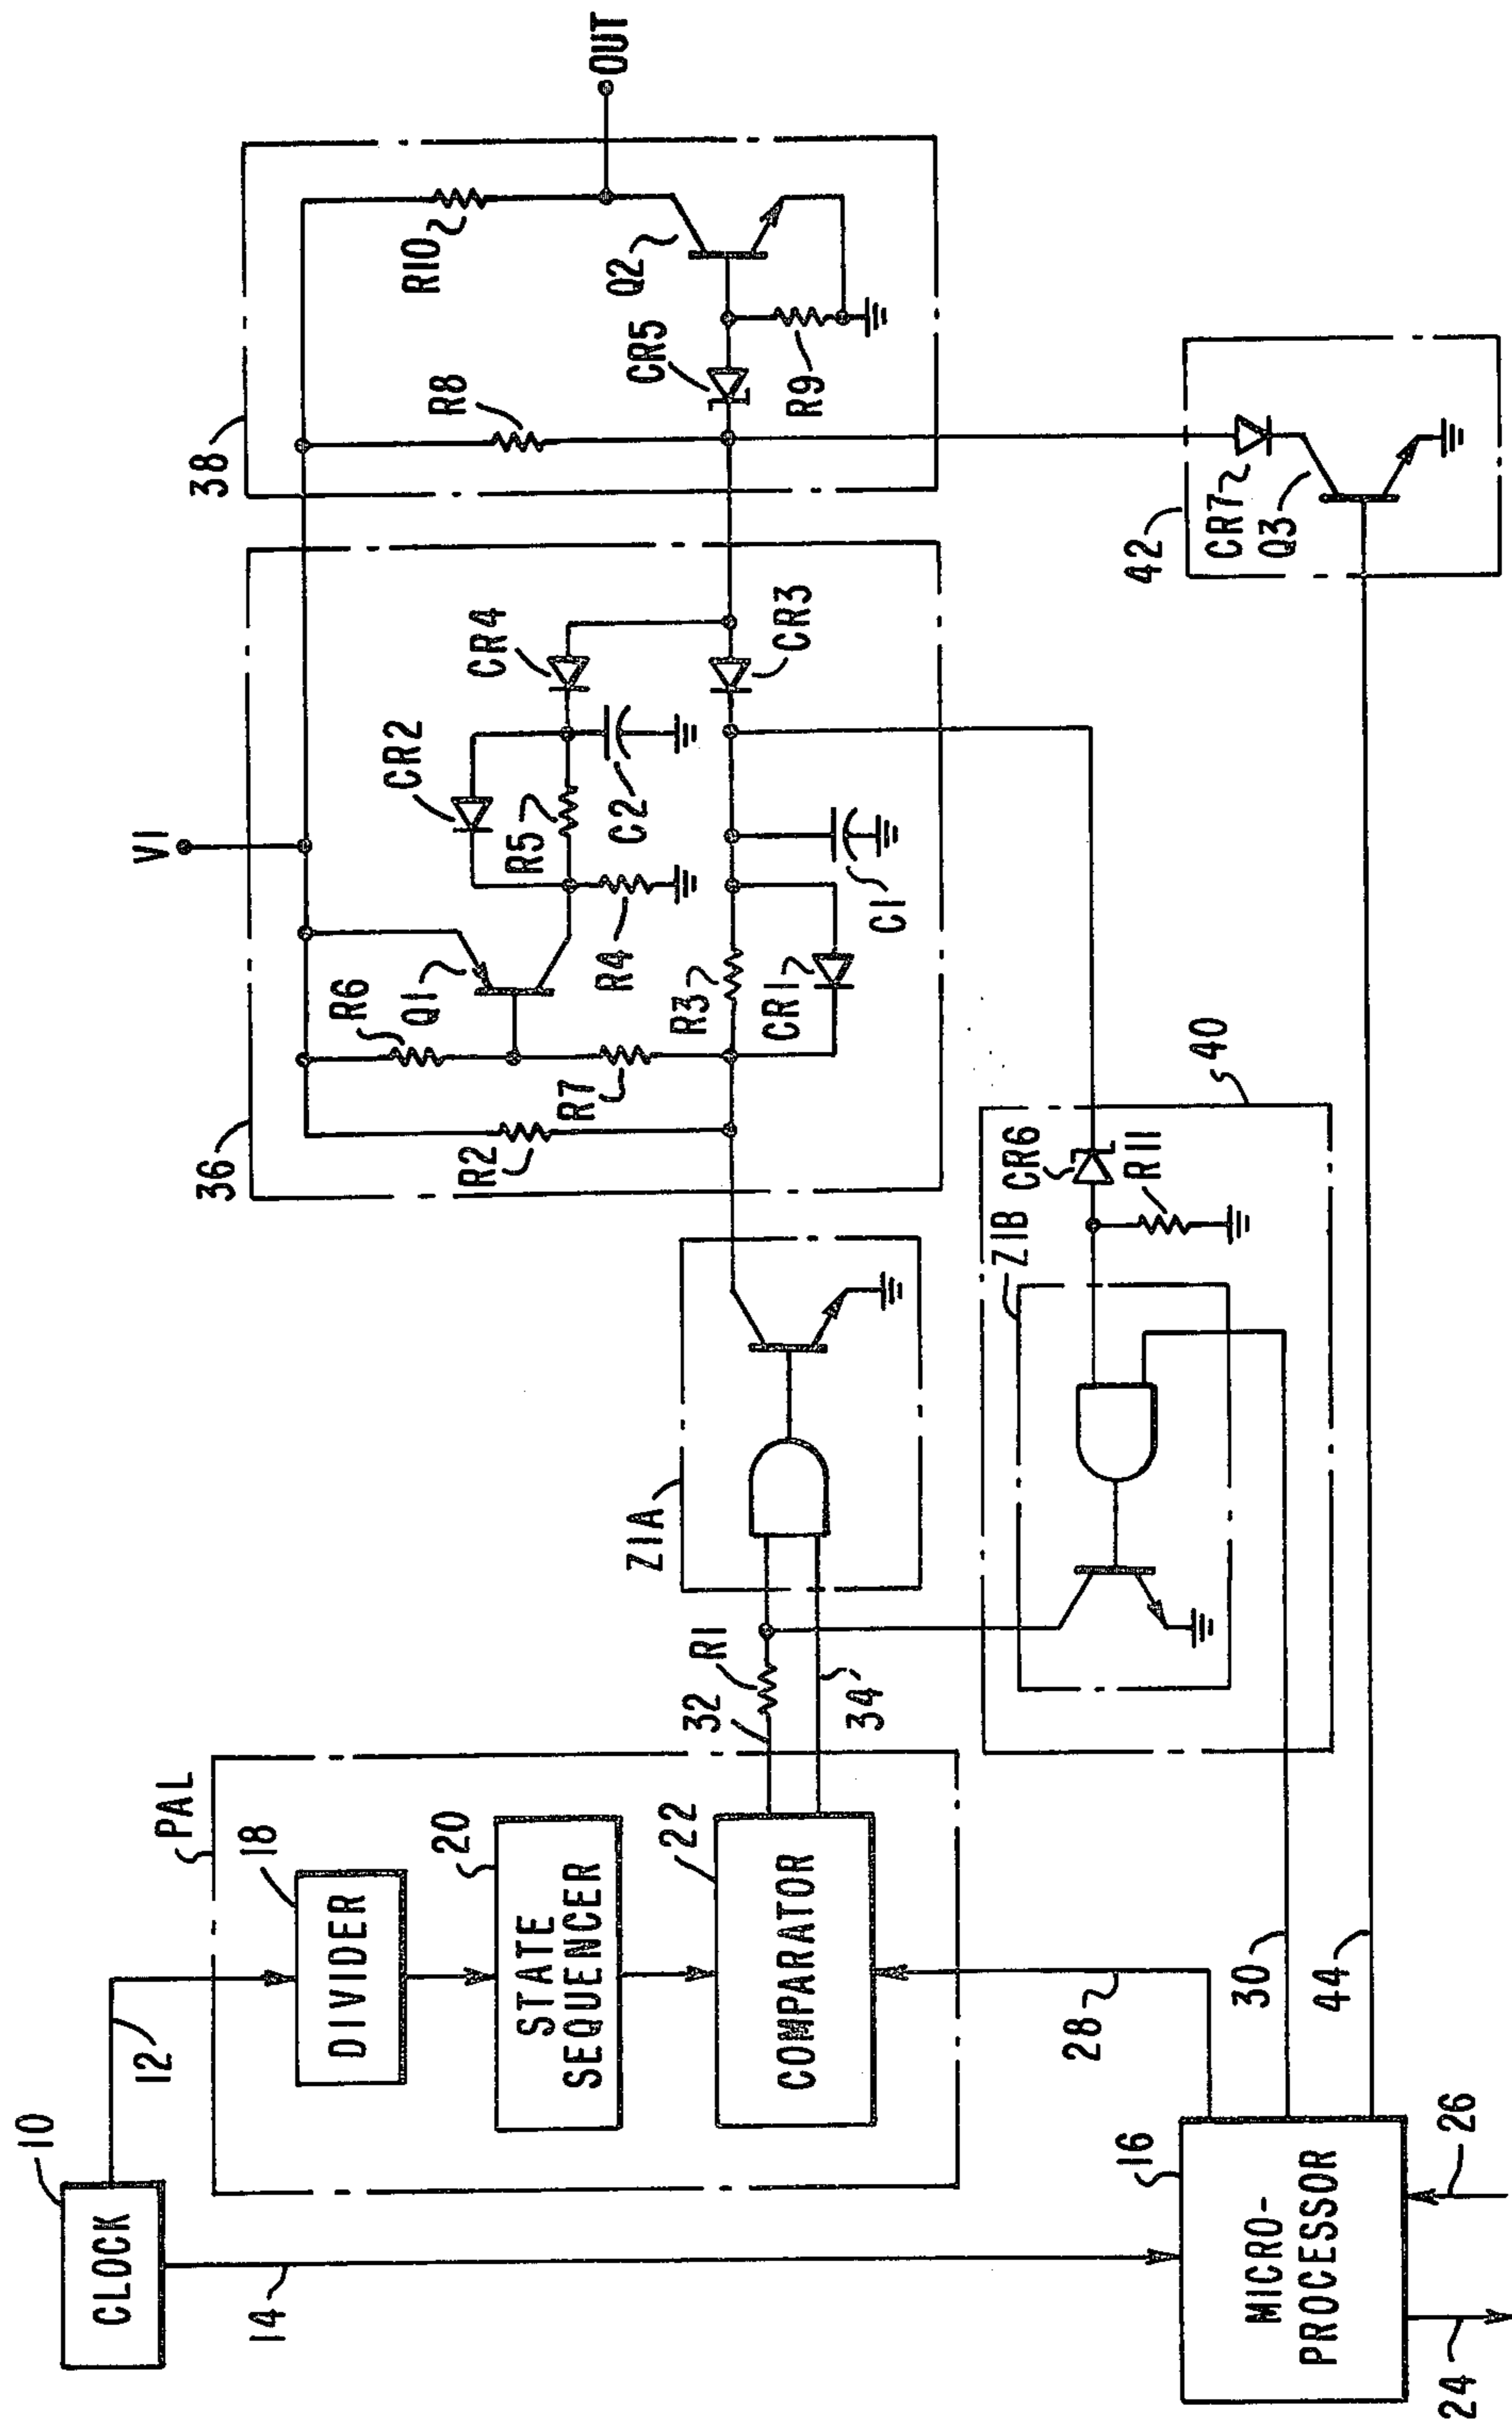 10
CLOCK
12
14
PAL
18
DIVIDER
20
STATE
SEQUENCER
22
COMPARATOR
32
R1
34
28
16
MICRO-
PROCESSOR
30
44
24
26
Z1A
36
R2
R6
R7
Q1
V1
CR2
R5
R4
C2
CR4
R3
CR1
C1
CR3
38
R8
R10
Q2
CR5
R9
OUT
40
Z1B
CR6
R11
42
CR7
Q3